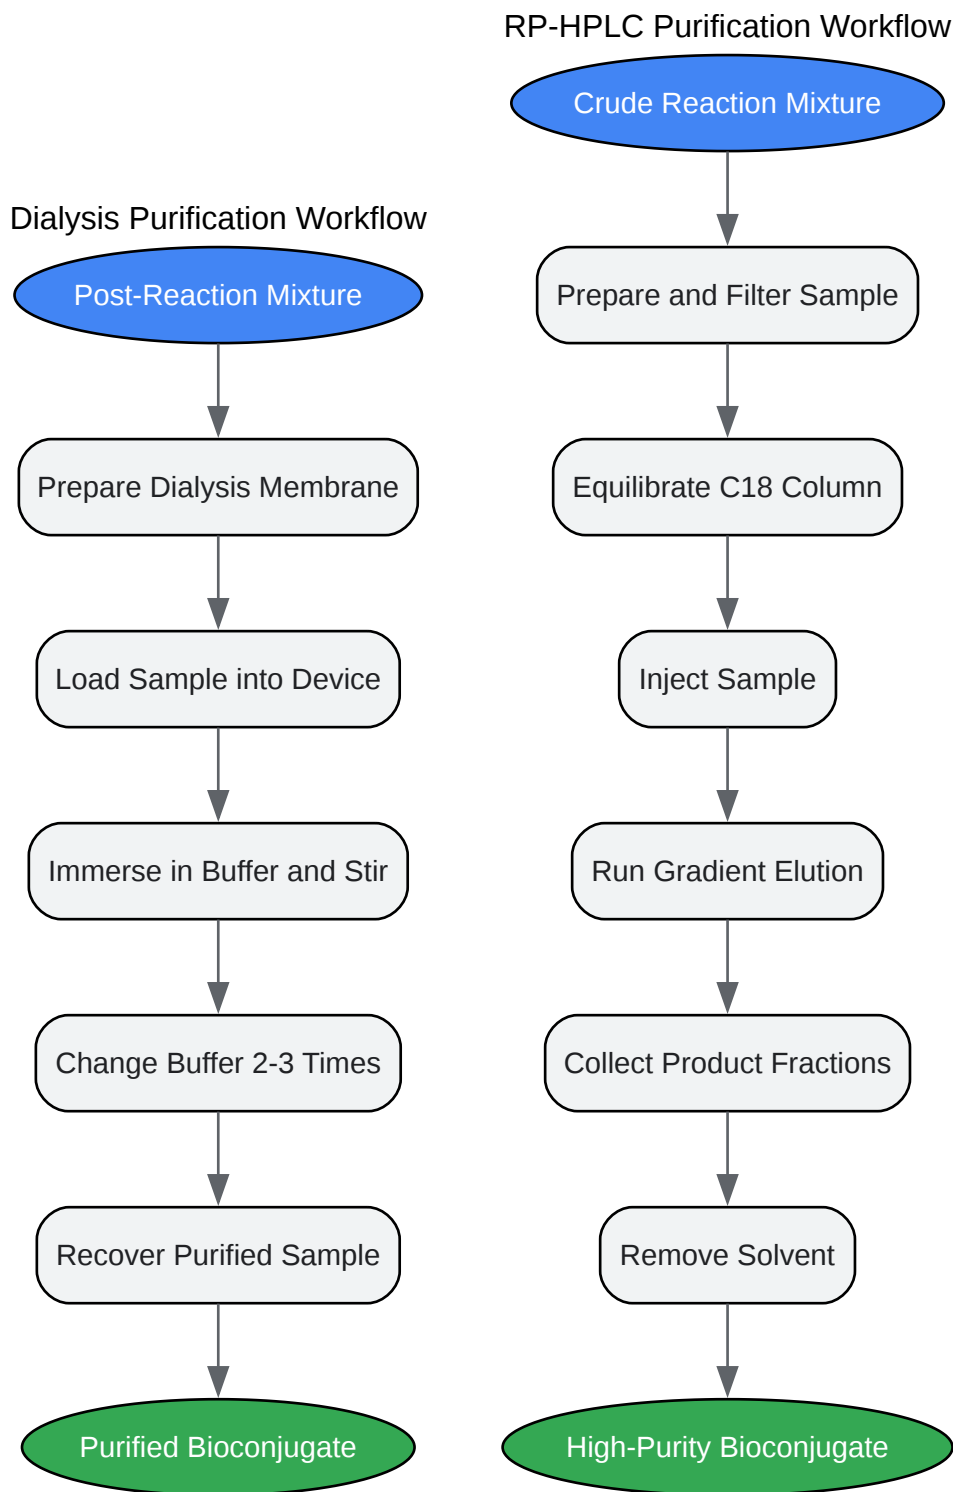 Dialysis Purification Workflow
Post-Reaction Mixture
Prepare Dialysis Membrane
Load Sample into Device
Immerse in Buffer and Stir
Change Buffer 2-3 Times
Recover Purified Sample
Purified Bioconjugate
RP-HPLC Purification Workflow
Crude Reaction Mixture
Prepare and Filter Sample
Equilibrate C18 Column
Inject Sample
Run Gradient Elution
Collect Product Fractions
Remove Solvent
High-Purity Bioconjugate